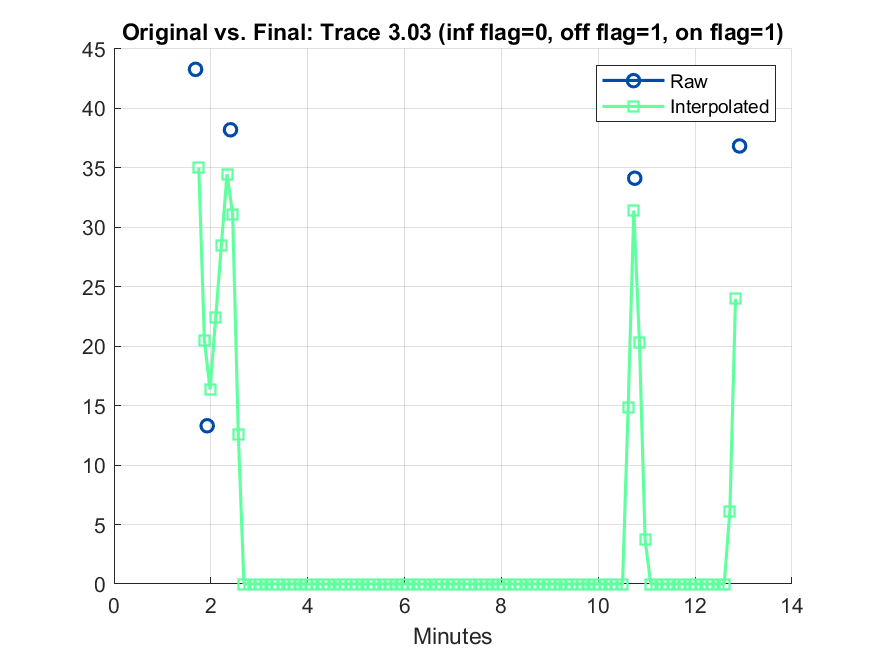 Original vs. Final: Trace 3.03 (inf flag=0, off flag=1, on flag=1)
45
40
35
30
25
20
15
10
5
0
Raw
Interpolated
0 2 4 6 8 10 12 14
Minutes